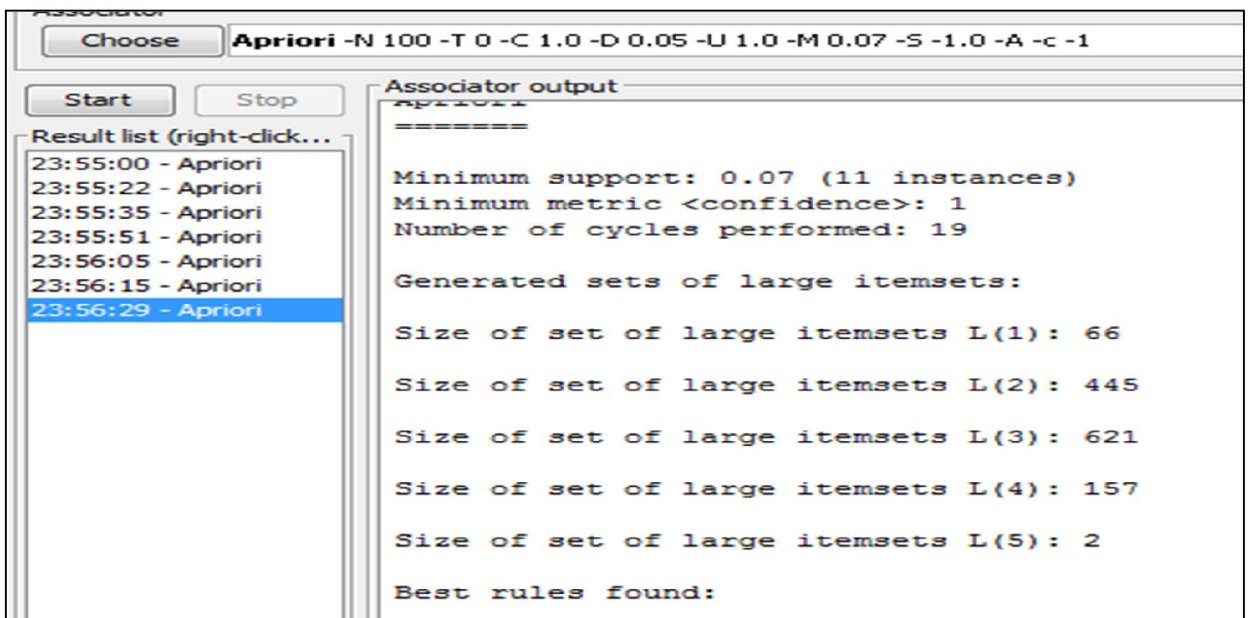 Associator
Choose Apriori -N 100 -T 0 -C 1.0 -D 0.05 -U 1.0 -M 0.07 -S -1.0 -A -c -1
Start Stop
Result list (right-click...
23:55:00 - Apriori
23:55:22 - Apriori
23:55:35 - Apriori
23:55:51 - Apriori
23:56:05 - Apriori
23:56:15 - Apriori
23:56:29 - Apriori
Associator output
Apriori
=======
Minimum support: 0.07 (11 instances)
Minimum metric <confidence>: 1
Number of cycles performed: 19
Generated sets of large itemsets:
Size of set of large itemsets L(1): 66
Size of set of large itemsets L(2): 445
Size of set of large itemsets L(3): 621
Size of set of large itemsets L(4): 157
Size of set of large itemsets L(5): 2
Best rules found: